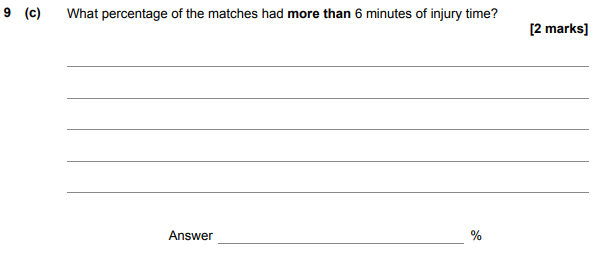 9 (c) What percentage of the matches had more than 6 minutes of injury time?
[2 marks]
Answer %